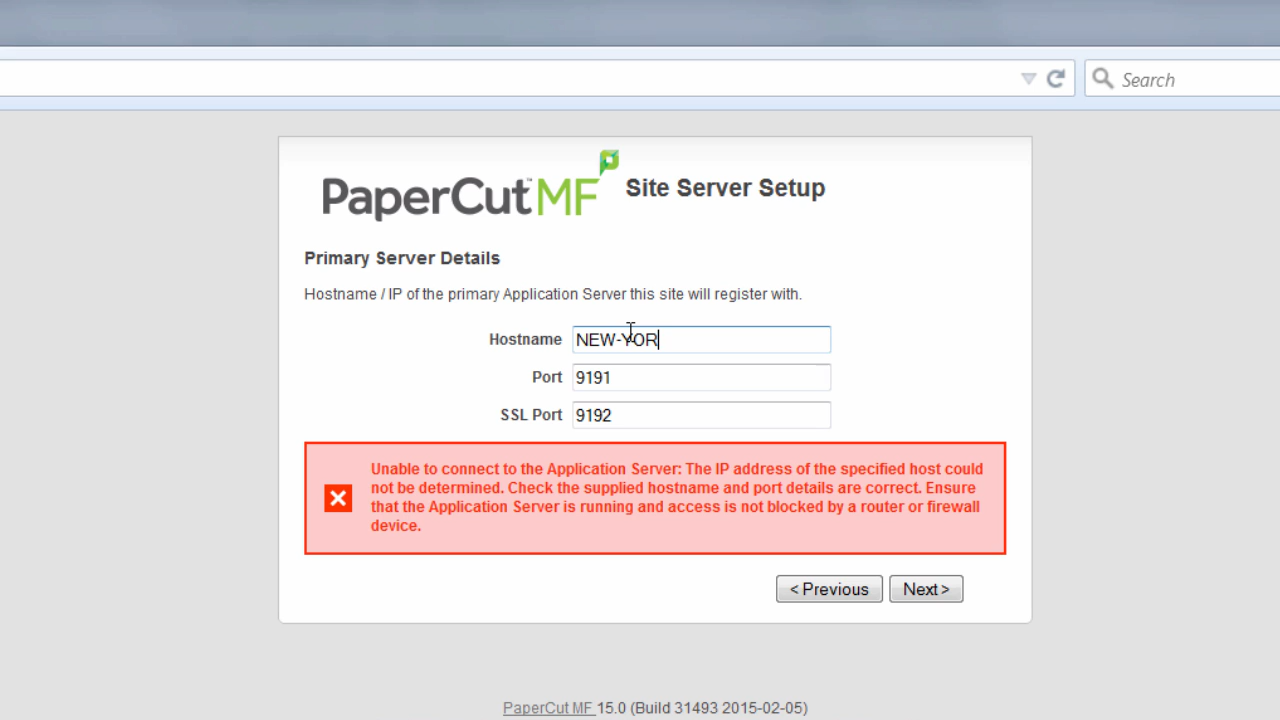 Search
PaperCut™MF Site Server Setup
Primary Server Details
Hostname / IP of the primary Application Server this site will register with.
Hostname NEW-YOR
Port 9191
SSL Port 9192
Unable to connect to the Application Server: The IP address of the specified host could
not be determined. Check the supplied hostname and port details are correct. Ensure
that the Application Server is running and access is not blocked by a router or firewall
device.
< Previous Next >
PaperCut MF 15.0 (Build 31493 2015-02-05)